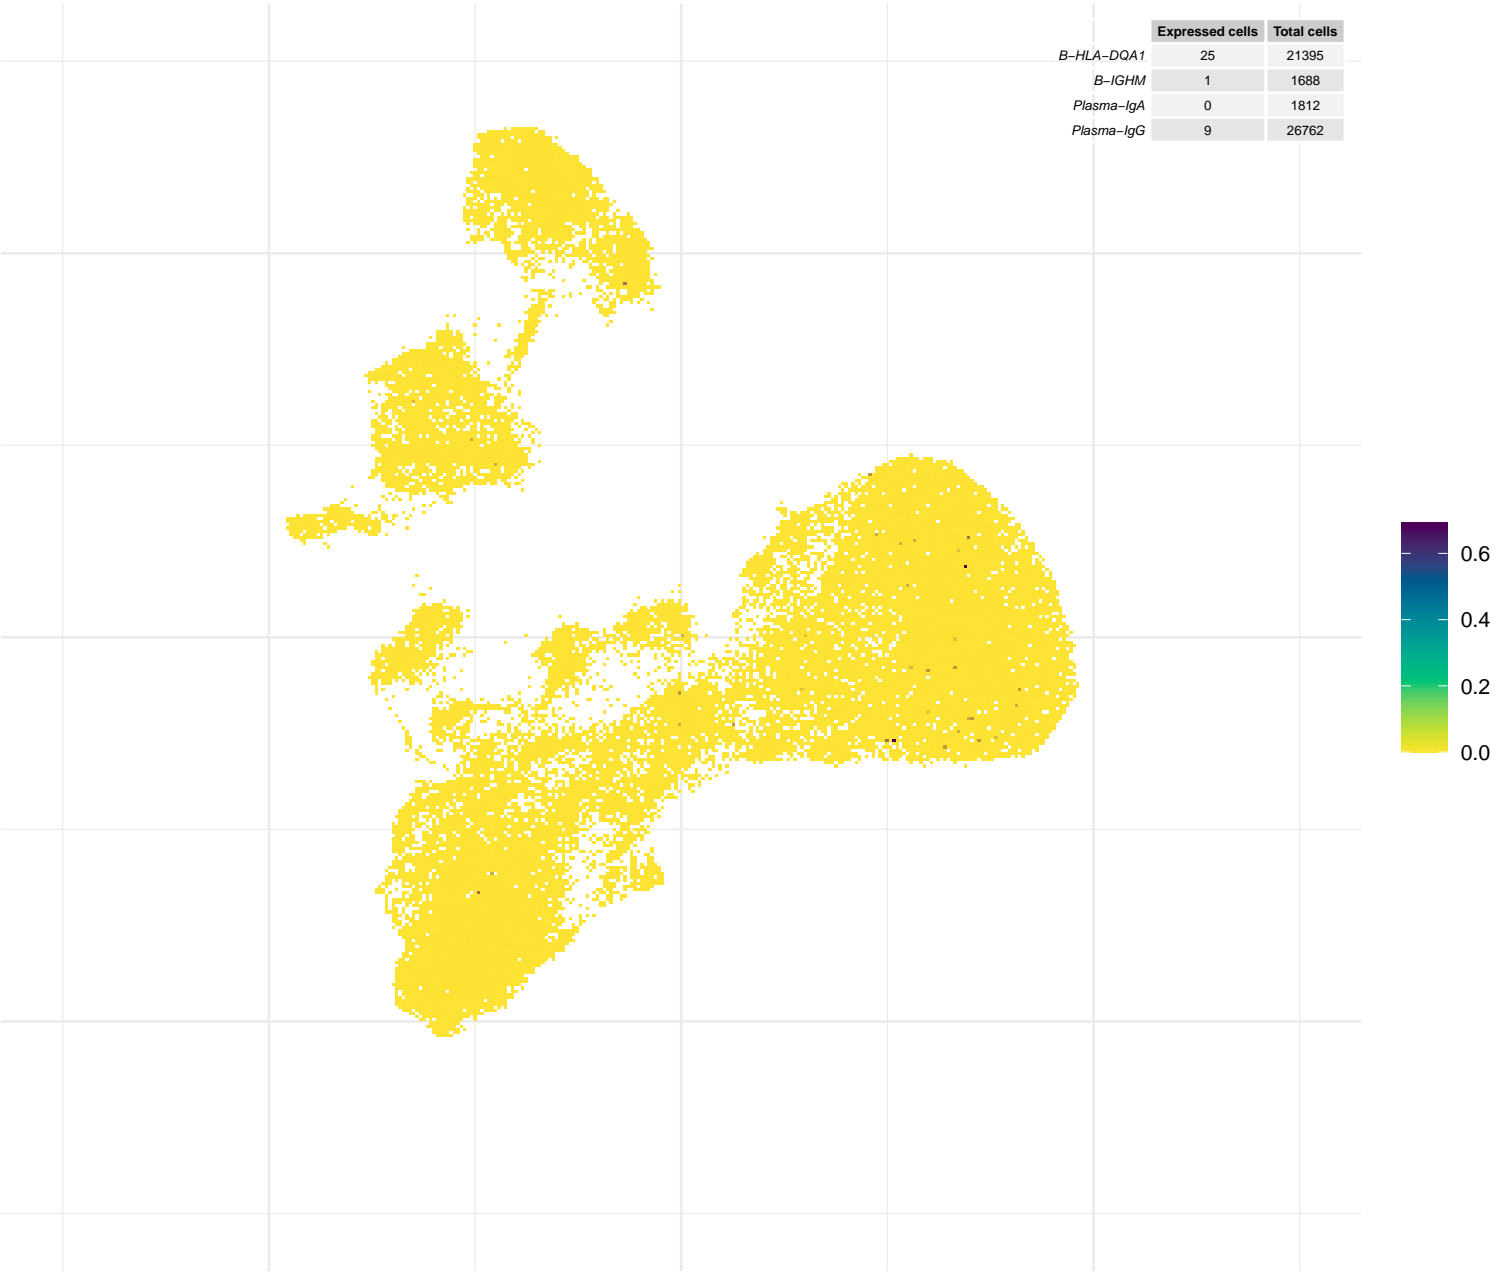 Expressed cells Total cells
B-HLA-DQA1 25 21395
B-IGHM 1 1688
Plasma-IgA 0 1812
Plasma-IgG 9 26762
0.6
0.4
0.2
0.0